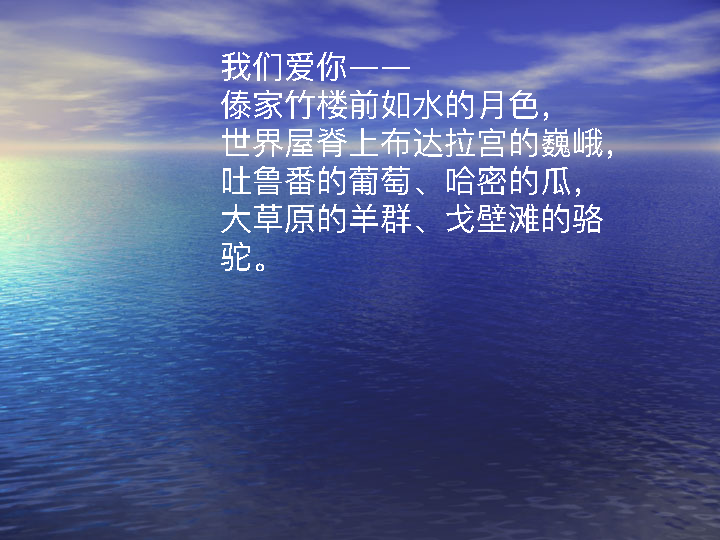 我们爱你——
傣家竹楼前如水的月色，
世界屋脊上布达拉宫的巍峨，
吐鲁番的葡萄、哈密的瓜，
大草原的羊群、戈壁滩的骆
驼。